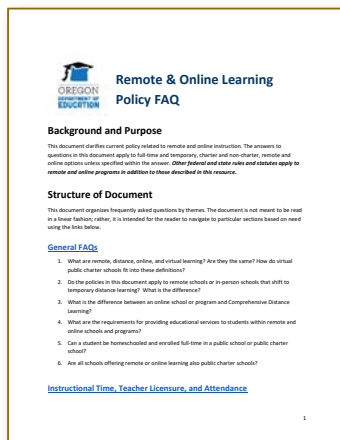 OREGON
DEPARTMENT OF
EDUCATION
Remote & Online Learning
Policy FAQ
Background and Purpose
This document clarifies current policy related to remote and online instruction. The answers to
questions in this document apply to full-time and temporary, charter and non-charter, remote and
online options unless specified within the answer. Other federal and state rules and statutes apply to
remote and online programs in addition to those described in this resource.
Structure of Document
This document organizes frequently asked questions by themes. The document is not meant to be read
in a linear fashion; rather, it is intended for the reader to navigate to particular sections based on need
using the links below.
General FAQs
1. What are remote, distance, online, and virtual learning? Are they the same? How do virtual
public charter schools fit into these definitions?
2. Do the policies in this document apply to remote schools or in-person schools that shift to
temporary distance learning? What is the difference?
3. What is the difference between an online school or program and Comprehensive Distance
Learning?
4. What are the requirements for providing educational services to students within remote and
online schools and programs?
5. Can a student be homeschooled and enrolled full-time in a public school or public charter
school?
6. Are all schools offering remote or online learning also public charter schools?
Instructional Time, Teacher Licensure, and Attendance
1